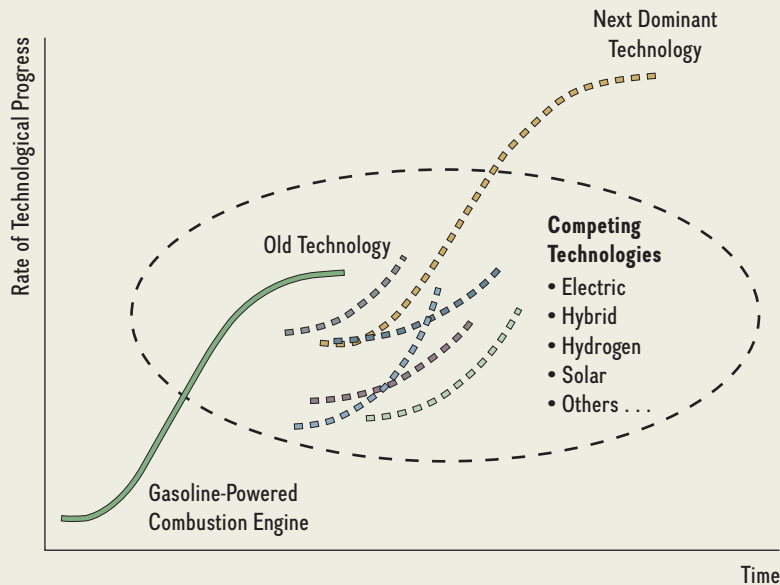 Next Dominant
Technology
Rate of Technological Progress
Old Technology
Competing
Technologies
• Electric
• Hybrid
• Hydrogen
• Solar
• Others . . .
Gasoline-Powered
Combustion Engine
Time